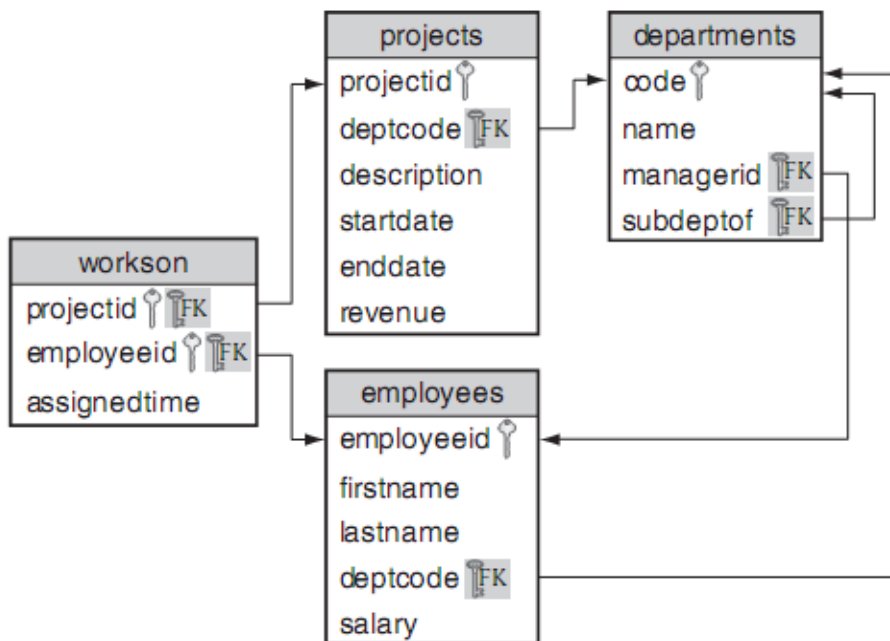 projects
projectid
deptcode FK
description
startdate
enddate
revenue
departments
code
name
managerid FK
subdeptof FK
workson
projectid FK
employeeid FK
assignedtime
employees
employeeid
firstname
lastname
deptcode FK
salary